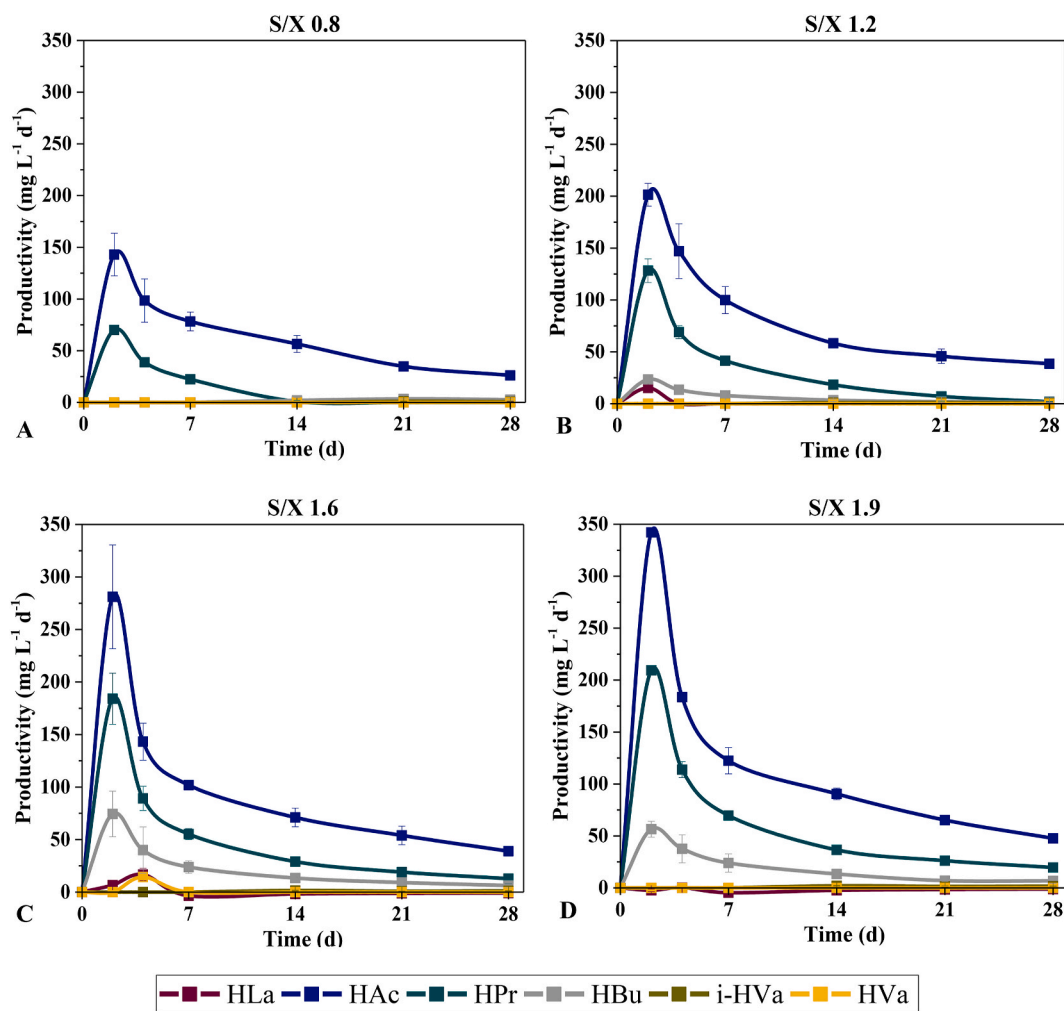 S/X 0.8
350
300
250
200
150
100
50
0
Productivity (mg L⁻¹ d⁻¹)
0 7 14 21 28
Time (d)
A
S/X 1.2
350
300
250
200
150
100
50
0
Productivity (mg L⁻¹ d⁻¹)
0 7 14 21 28
Time (d)
B
S/X 1.6
350
300
250
200
150
100
50
0
Productivity (mg L⁻¹ d⁻¹)
0 7 14 21 28
Time (d)
C
S/X 1.9
350
300
250
200
150
100
50
0
Productivity (mg L⁻¹ d⁻¹)
0 7 14 21 28
Time (d)
D
HLa HAc HPr HBu i-HVa HVa